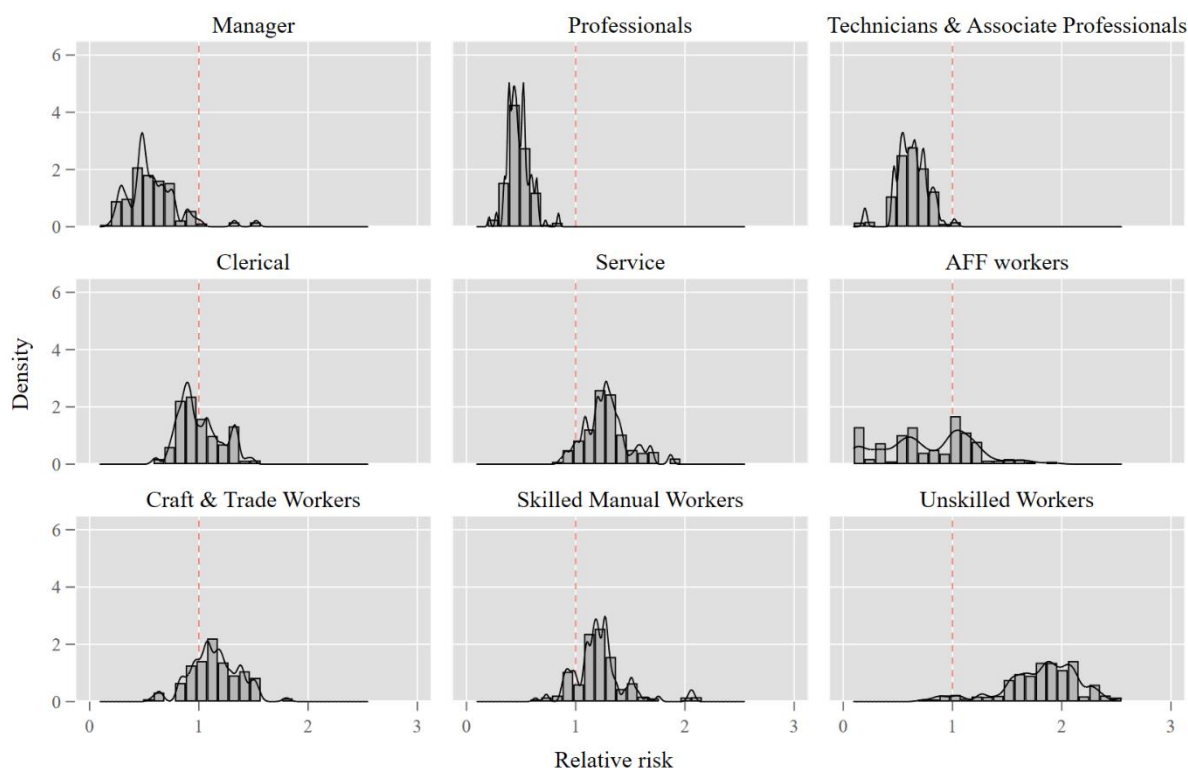 Manager
Professionals
Technicians & Associate Professionals
6
4
2
0
Clerical
Service
AFF workers
6
4
2
0
Density
Craft & Trade Workers
Skilled Manual Workers
Unskilled Workers
6
4
2
0
0 1 2 3
0 1 2 3
0 1 2 3
Relative risk